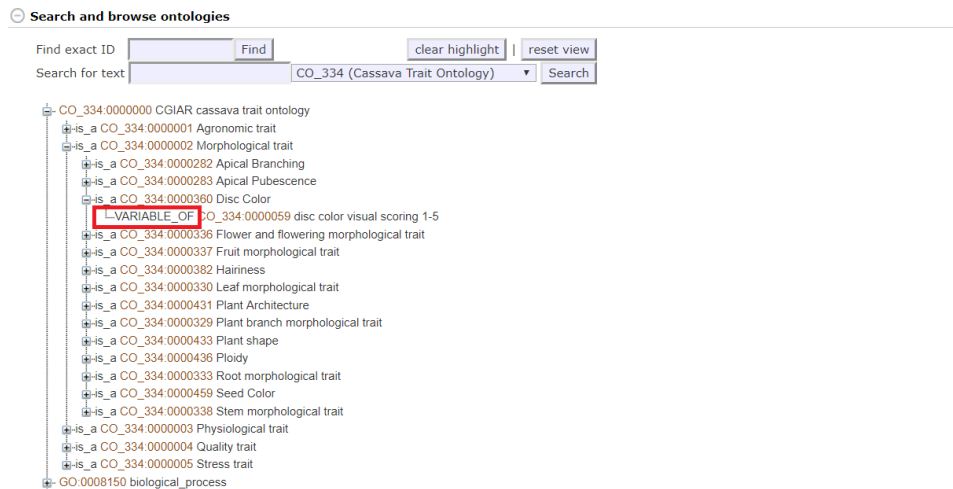 Search and browse ontologies
Find exact ID Find clear highlight | reset view
Search for text CO_334 (Cassava Trait Ontology) Search
CO_334:0000000 CGIAR cassava trait ontology
is_a CO_334:0000001 Agronomic trait
is_a CO_334:0000002 Morphological trait
is_a CO_334:0000282 Apical Branching
is_a CO_334:0000283 Apical Pubescence
is_a CO_334:0000360 Disc Color
VARIABLE_OF CO_334:0000059 disc color visual scoring 1-5
is_a CO_334:0000336 Flower and flowering morphological trait
is_a CO_334:0000337 Fruit morphological trait
is_a CO_334:0000382 Hairiness
is_a CO_334:0000330 Leaf morphological trait
is_a CO_334:0000431 Plant Architecture
is_a CO_334:0000329 Plant branch morphological trait
is_a CO_334:0000433 Plant shape
is_a CO_334:0000436 Ploidy
is_a CO_334:0000333 Root morphological trait
is_a CO_334:0000459 Seed Color
is_a CO_334:0000338 Stem morphological trait
is_a CO_334:0000003 Physiological trait
is_a CO_334:0000004 Quality trait
is_a CO_334:0000005 Stress trait
GO:0008150 biological_process